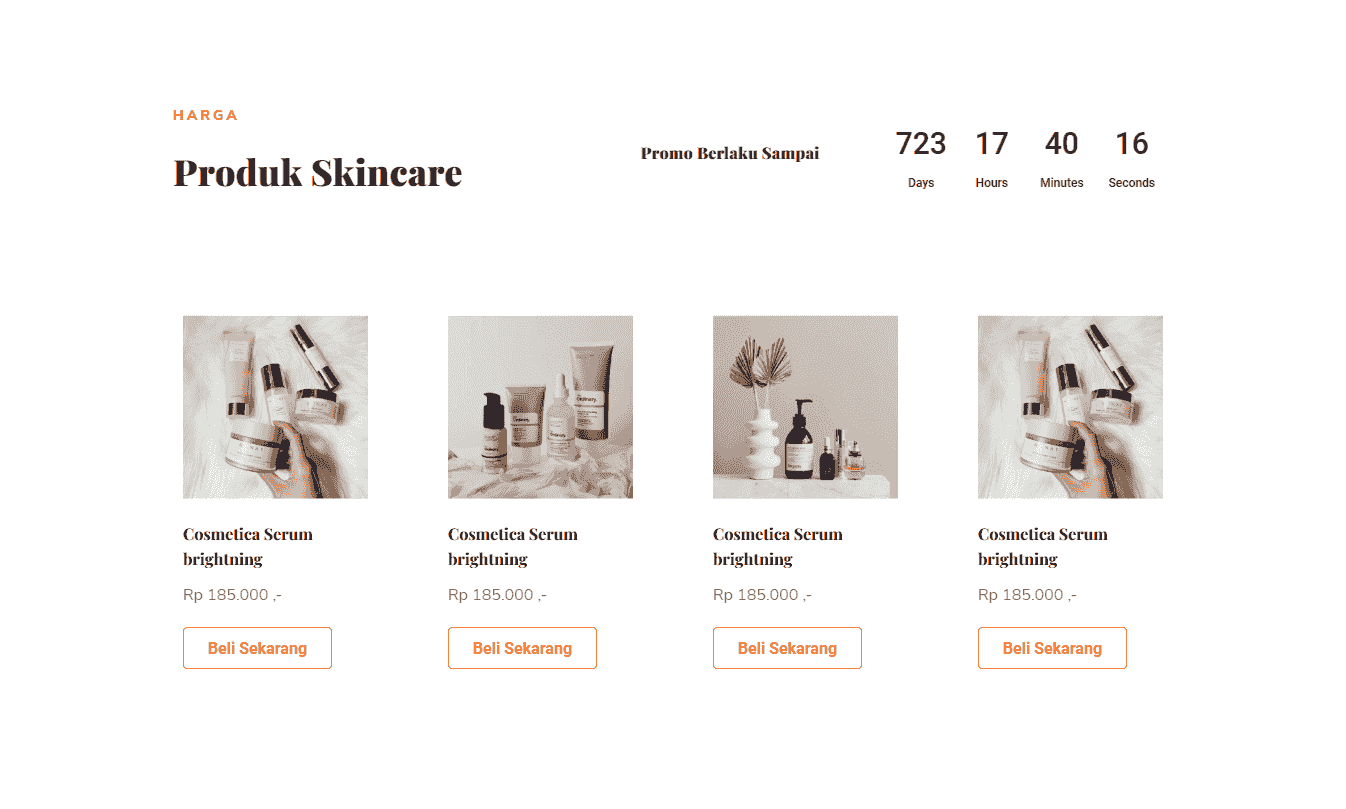 HARGA
Produk Skincare
Promo Berlaku Sampai
723 17 40 16
Days Hours Minutes Seconds
Cosmetica Serum
brightning
Rp 185.000 ,-
Beli Sekarang
Cosmetica Serum
brightning
Rp 185.000 ,-
Beli Sekarang
Cosmetica Serum
brightning
Rp 185.000 ,-
Beli Sekarang
Cosmetica Serum
brightning
Rp 185.000 ,-
Beli Sekarang